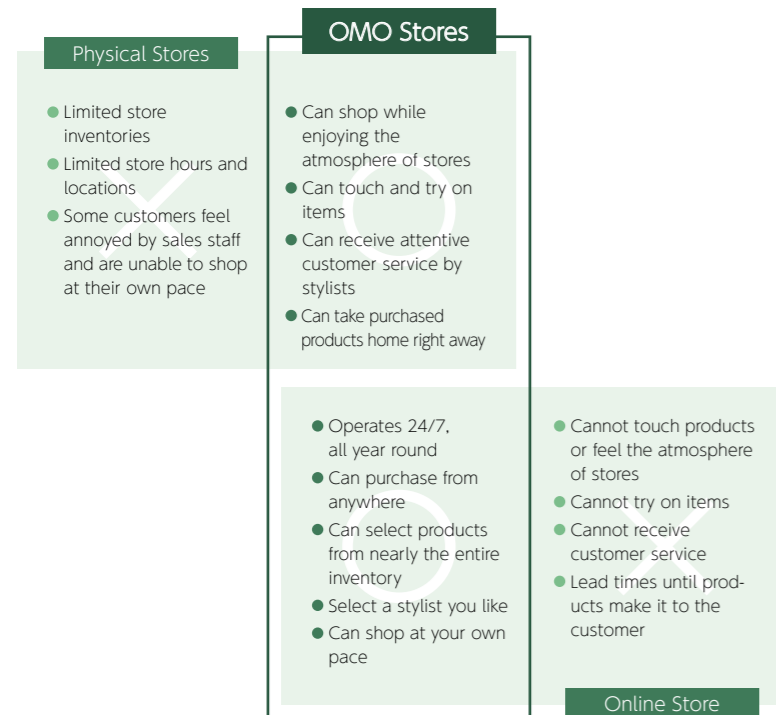 OMO Stores
Physical Stores
Limited store
inventories
Limited store hours and
locations
Some customers feel
annoyed by sales staff
and are unable to shop
at their own pace
Can shop while
enjoying the
atmosphere of stores
Can touch and try on
items
Can receive attentive
customer service by
stylists
Can take purchased
products home right away
Operates 24/7,
all year round
Can purchase from
anywhere
Can select products
from nearly the entire
inventory
Select a stylist you like
Can shop at your own
pace
Cannot touch products
or feel the atmosphere
of stores
Cannot try on items
Cannot receive
customer service
Lead times until prod-
ucts make it to the
customer
Online Store